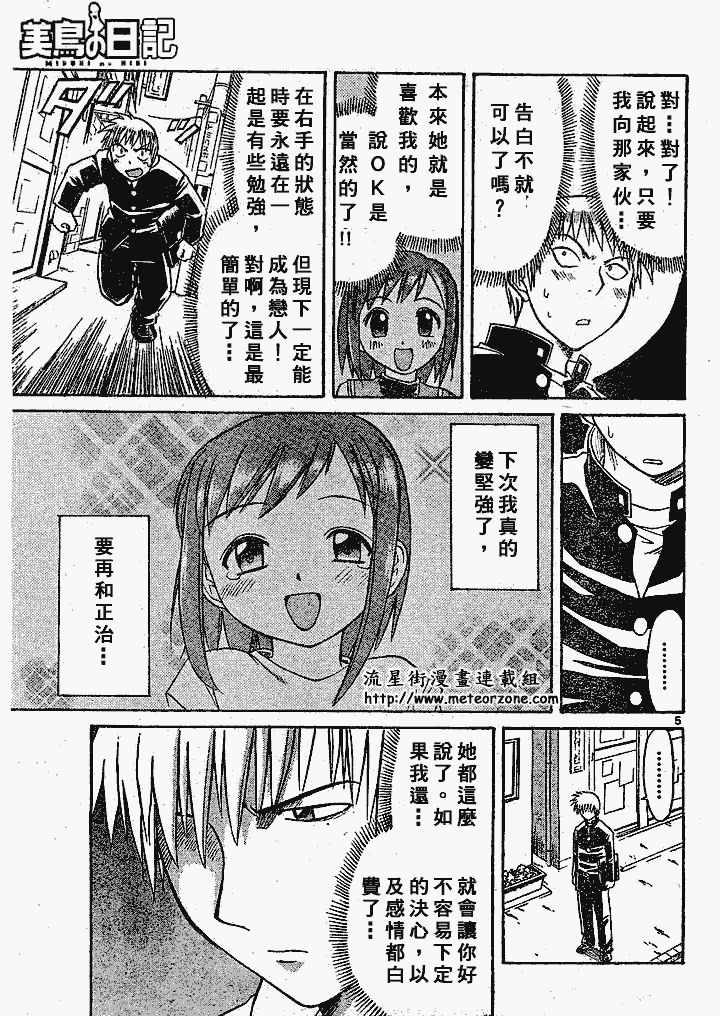 美鳥の日記
MIDORI no HIBI
對‥對了！
說起來，只要
我向那家伙‥
告白不就
可以了嗎？
本來她就是
喜歡我的，
說OK是
當然的了!!
在右手的狀態
時要永遠在一
起是有些勉強，
但現下一定能
成為戀人！
對啊，這是最
簡單的了‥
ダッ
下次我真的
變堅強了，
要再和正治‥
………
流星街漫畫連載組
http://www.meteorzone.com
5
………
她都這麼
說了。如
果我還‥
就會讓你好
不容易下定
的決心，以
及感情都白
費了‥